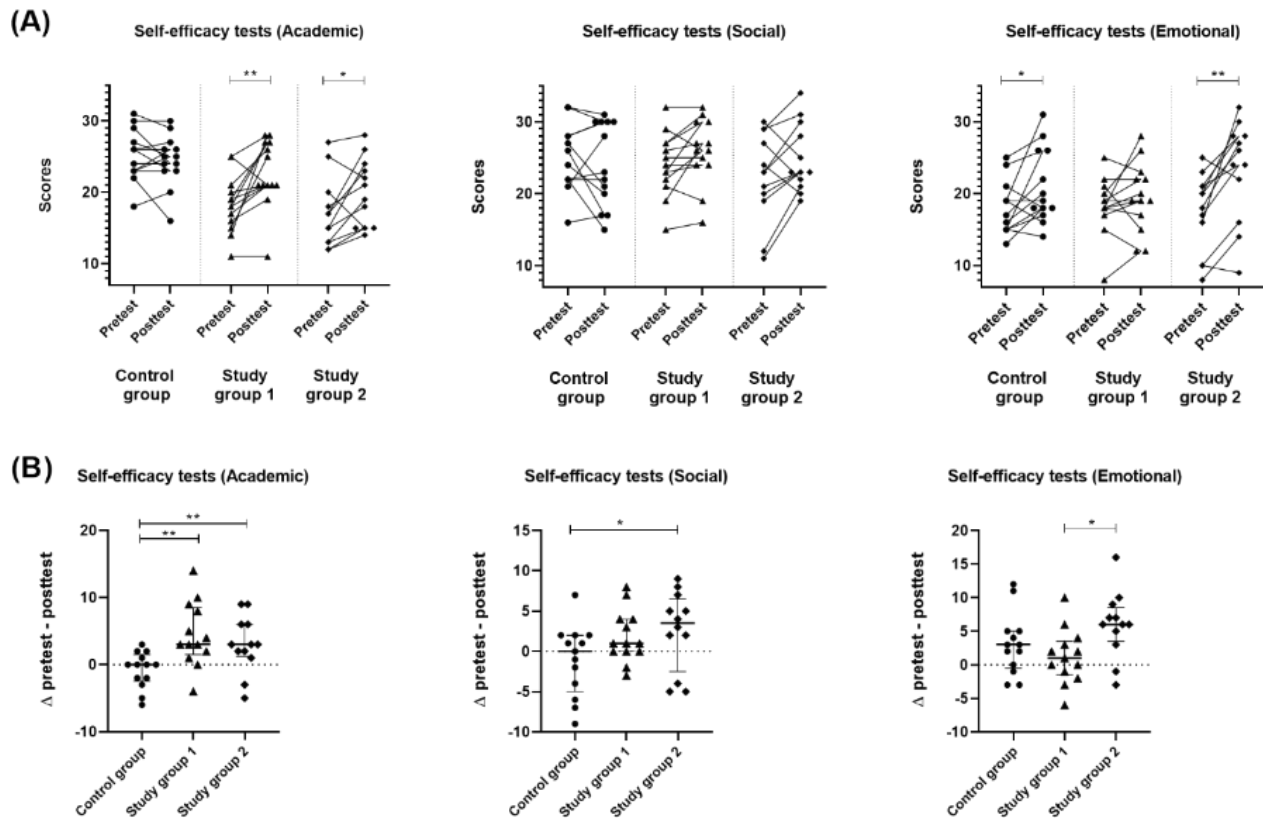 (A)
Self-efficacy tests (Academic)
Self-efficacy tests (Social)
Self-efficacy tests (Emotional)
**
*
*
**
Scores
30
20
10
Scores
30
20
10
Scores
30
20
10
Pretest
Posttest
Pretest
Posttest
Pretest
Posttest
Pretest
Posttest
Pretest
Posttest
Pretest
Posttest
Pretest
Posttest
Pretest
Posttest
Pretest
Posttest
Control
group
Study
group 1
Study
group 2
Control
group
Study
group 1
Study
group 2
Control
group
Study
group 1
Study
group 2
(B)
Self-efficacy tests (Academic)
Self-efficacy tests (Social)
Self-efficacy tests (Emotional)
Δ pretest - posttest
20
10
0
-10
**
**
Control group
Study group 1
Study group 2
Δ pretest - posttest
15
10
5
0
-5
-10
*
Control group
Study group 1
Study group 2
Δ pretest - posttest
20
15
10
5
0
-5
-10
*
Control group
Study group 1
Study group 2